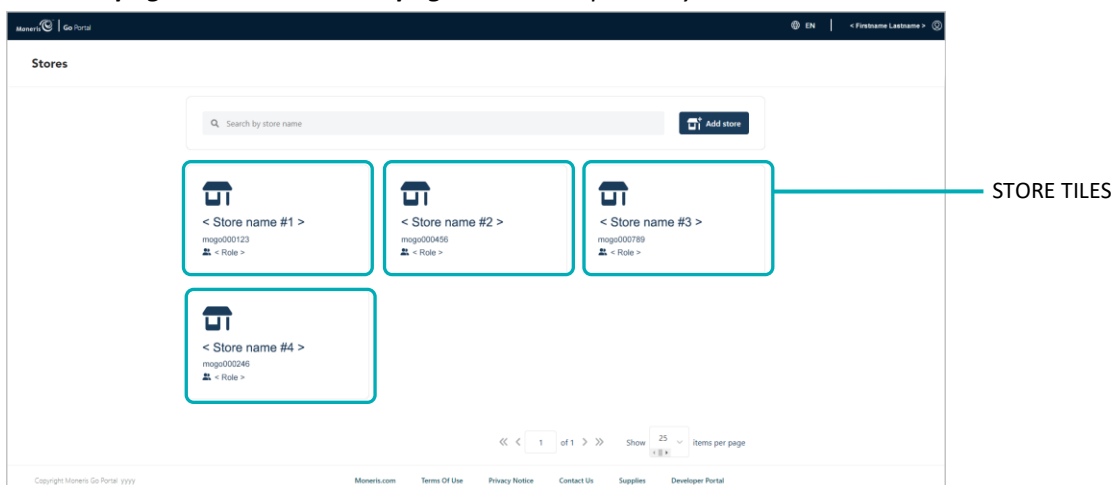 Moneris Go Portal
EN
< Firstname Lastname >
Stores
Search by store name
Add store
STORE TILES
< Store name #1 >
mogo000123
< Role >
< Store name #2 >
mogo000456
< Role >
< Store name #3 >
mogo000789
< Role >
< Store name #4 >
mogo000246
< Role >
1 of 1 Show 25 items per page
Copyright Moneris Go Portal yyyy Moneris.com Terms Of Use Privacy Notice Contact Us Supplies Developer Portal